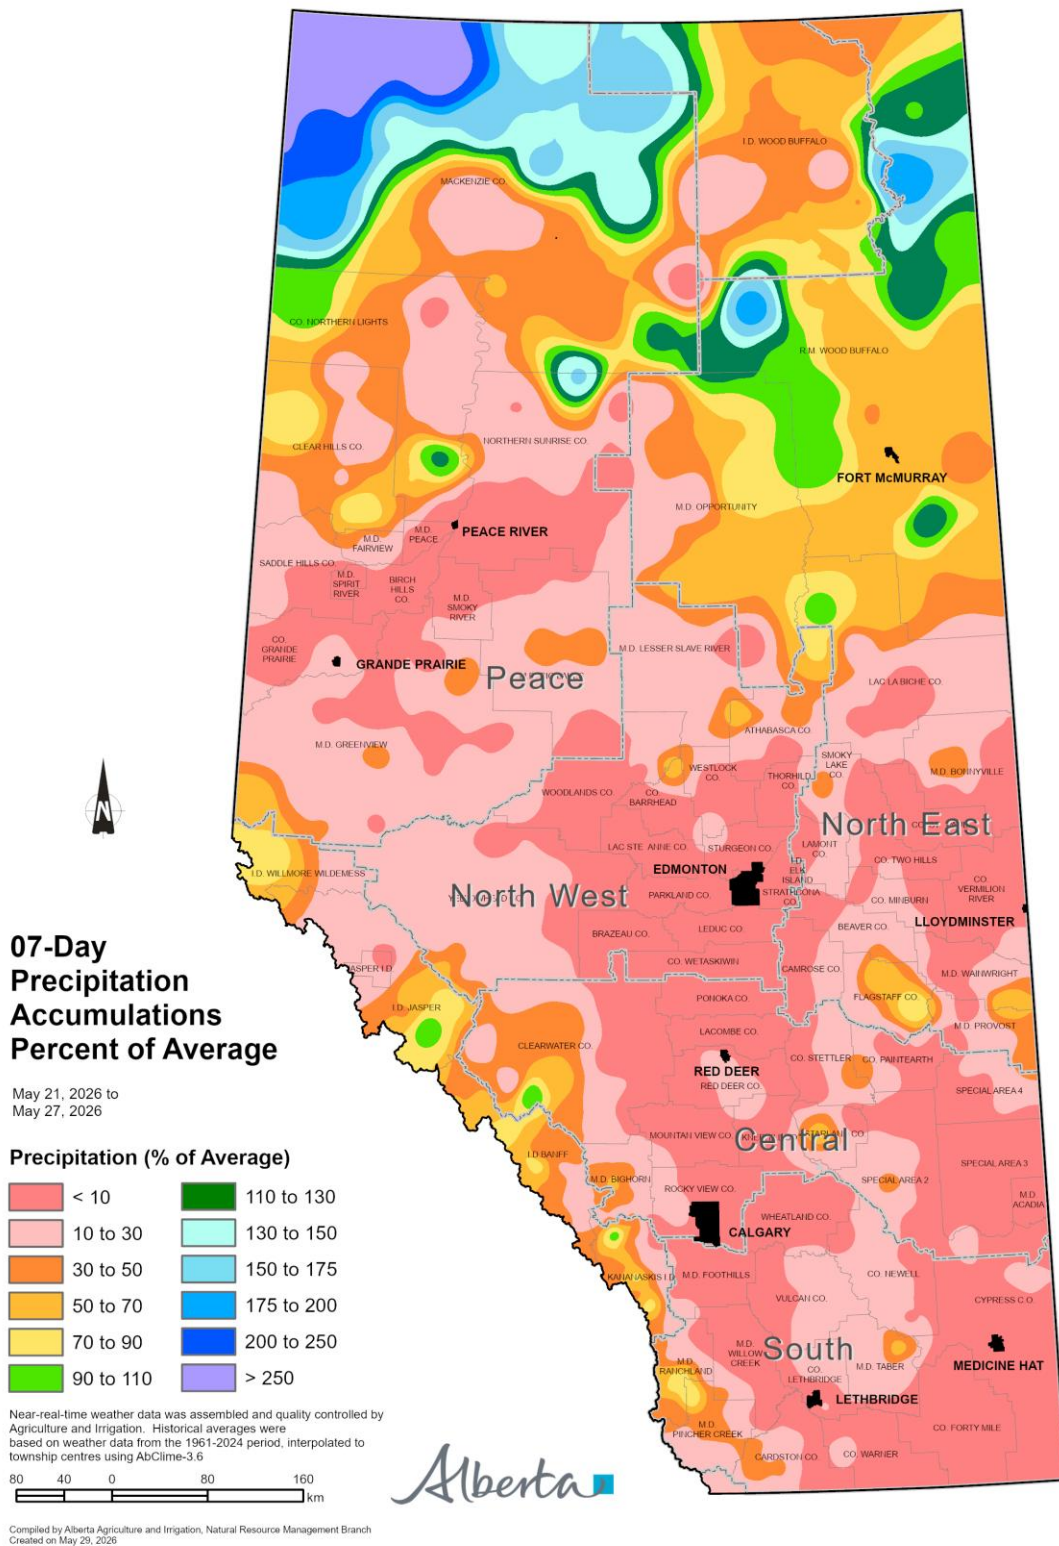 MACKENZIE CO.
I.D. WOOD BUFFALO
CO. NORTHERN LIGHTS
R.M. WOOD BUFFALO
CLEAR HILLS CO.
NORTHERN SUNRISE CO.
FORT McMURRAY
M.D. OPPORTUNITY
PEACE RIVER
M.D.
PEACE
M.D.
FAIRVIEW
SADDLE HILLS CO.
M.D.
SPIRIT
RIVER
BIRCH
HILLS
CO.
M.D.
SMOKY
RIVER
CO.
GRANDE
PRAIRIE
GRANDE PRAIRIE
M.D. LESSER SLAVE RIVER
Peace
LAC LA BICHE CO.
M.D. GREENVIEW
ATHABASCA CO.
WOODLANDS CO.
WESTLOCK
CO.
THORHILD
CO.
SMOKY
LAKE
CO.
M.D. BONNYVILLE
CO.
BARRHEAD
North East
LAC STE. ANNE CO.
STURGEON CO.
LAMONT
CO.
CO. TWO HILLS
I.D. WILLMORE WILDERNESS
EDMONTON
I.D.
ELK
ISLAND
STRATHCONA
CO.
CO.
VERMILION
RIVER
North West
PARKLAND CO.
CO. MINBURN
LLOYDMINSTER
BRAZEAU CO.
LEDUC CO.
BEAVER CO.
CO. WETASKIWIN
CAMROSE CO.
M.D. WAINWRIGHT
JASPER I.D.
I.D. JASPER
PONOKA CO.
FLAGSTAFF CO.
M.D. PROVOST
CLEARWATER CO.
LACOMBE CO.
RED DEER
RED DEER CO.
CO. STETTLER
CO. PAINTEARTH
SPECIAL AREA 4
MOUNTAN VIEW CO.
Central
I.D BANFF
M.D. BIGHORN
ROCKY VIEW CO.
SPECIAL AREA 2
SPECIAL AREA 3
M.D.
ACADIA
WHEATLAND CO.
CALGARY
KANANASKIS I.D
M.D. FOOTHILLS
CO. NEWELL
VULCAN CO.
CYPRESS C.O
M.D.
WILLOW
CREEK
South
M.D.
RANCHLAND
CO.
LETHBRIDGE
M.D. TABER
MEDICINE HAT
LETHBRIDGE
M.D.
PINCHER CREEK
CO. FORTY MILE
CARDSTON CO.
CO. WARNER
N
07-Day
Precipitation
Accumulations
Percent of Average
May 21, 2026 to
May 27, 2026
Precipitation (% of Average)
< 10
10 to 30
30 to 50
50 to 70
70 to 90
90 to 110
110 to 130
130 to 150
150 to 175
175 to 200
200 to 250
> 250
Near-real-time weather data was assembled and quality controlled by
Agriculture and Irrigation. Historical averages were
based on weather data from the 1961-2024 period, interpolated to
township centres using AbClime-3.6
80 40 0 80 160
km
Alberta
Compiled by Alberta Agriculture and Irrigation, Natural Resource Management Branch
Created on May 29, 2026